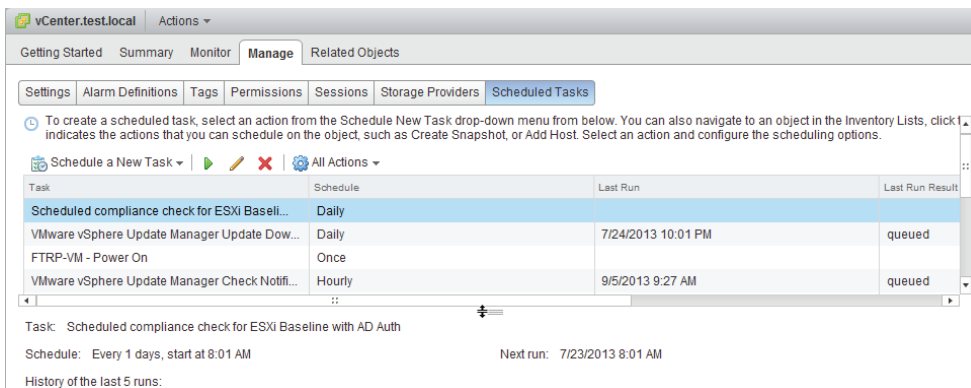 vCenter.test.local Actions
Getting Started Summary Monitor Manage Related Objects
Settings Alarm Definitions Tags Permissions Sessions Storage Providers Scheduled Tasks
To create a scheduled task, select an action from the Schedule New Task drop-down menu from below. You can also navigate to an object in the Inventory Lists, click
indicates the actions that you can schedule on the object, such as Create Snapshot, or Add Host. Select an action and configure the scheduling options.
Schedule a New Task All Actions
Task Schedule Last Run Last Run Result
Scheduled compliance check for ESXi Baseli... Daily
VMware vSphere Update Manager Update Dow... Daily 7/24/2013 10:01 PM queued
FTRP-VM - Power On Once
VMware vSphere Update Manager Check Notifi... Hourly 9/5/2013 9:27 AM queued
Task: Scheduled compliance check for ESXi Baseline with AD Auth
Schedule: Every 1 days, start at 8:01 AM Next run: 7/23/2013 8:01 AM
History of the last 5 runs: